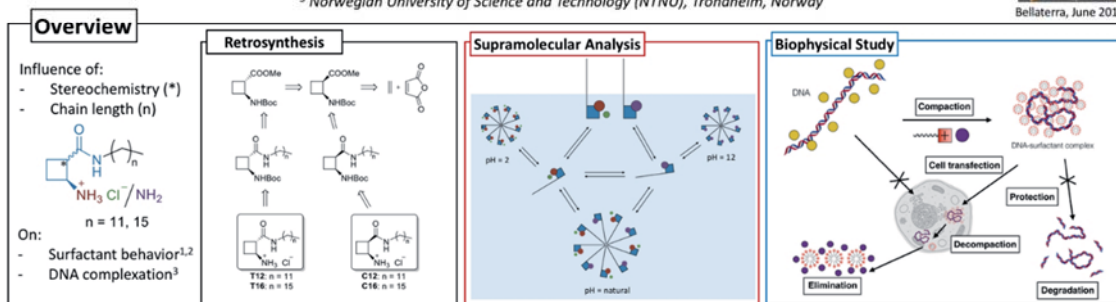 ⁵ Norwegian University of Science and Technology (NTNU), Trondheim, Norway
Bellaterra, June 201
Overview
Influence of:
- Stereochemistry (*)
- Chain length (n)
O
*
N
H
n
NH₃ Cl⁻/NH₂
+
n = 11, 15
On:
- Surfactant behavior¹,²
- DNA complexation³
Retrosynthesis
COOMe
NHBoc
COOMe
NHBoc
+
O
O
O
O
N
H
n
NHBoc
O
N
H
n
NHBoc
O
N
H
n
NH₃ Cl⁻
+
T12: n = 11
T16: n = 15
O
N
H
n
NH₃ Cl⁻
+
C12: n = 11
C16: n = 15
Supramolecular Analysis
pH = 2
pH = 12
pH = natural
Biophysical Study
DNA
Compaction
DNA-surfactant complex
Cell transfection
Protection
Decompaction
Elimination
Degradation